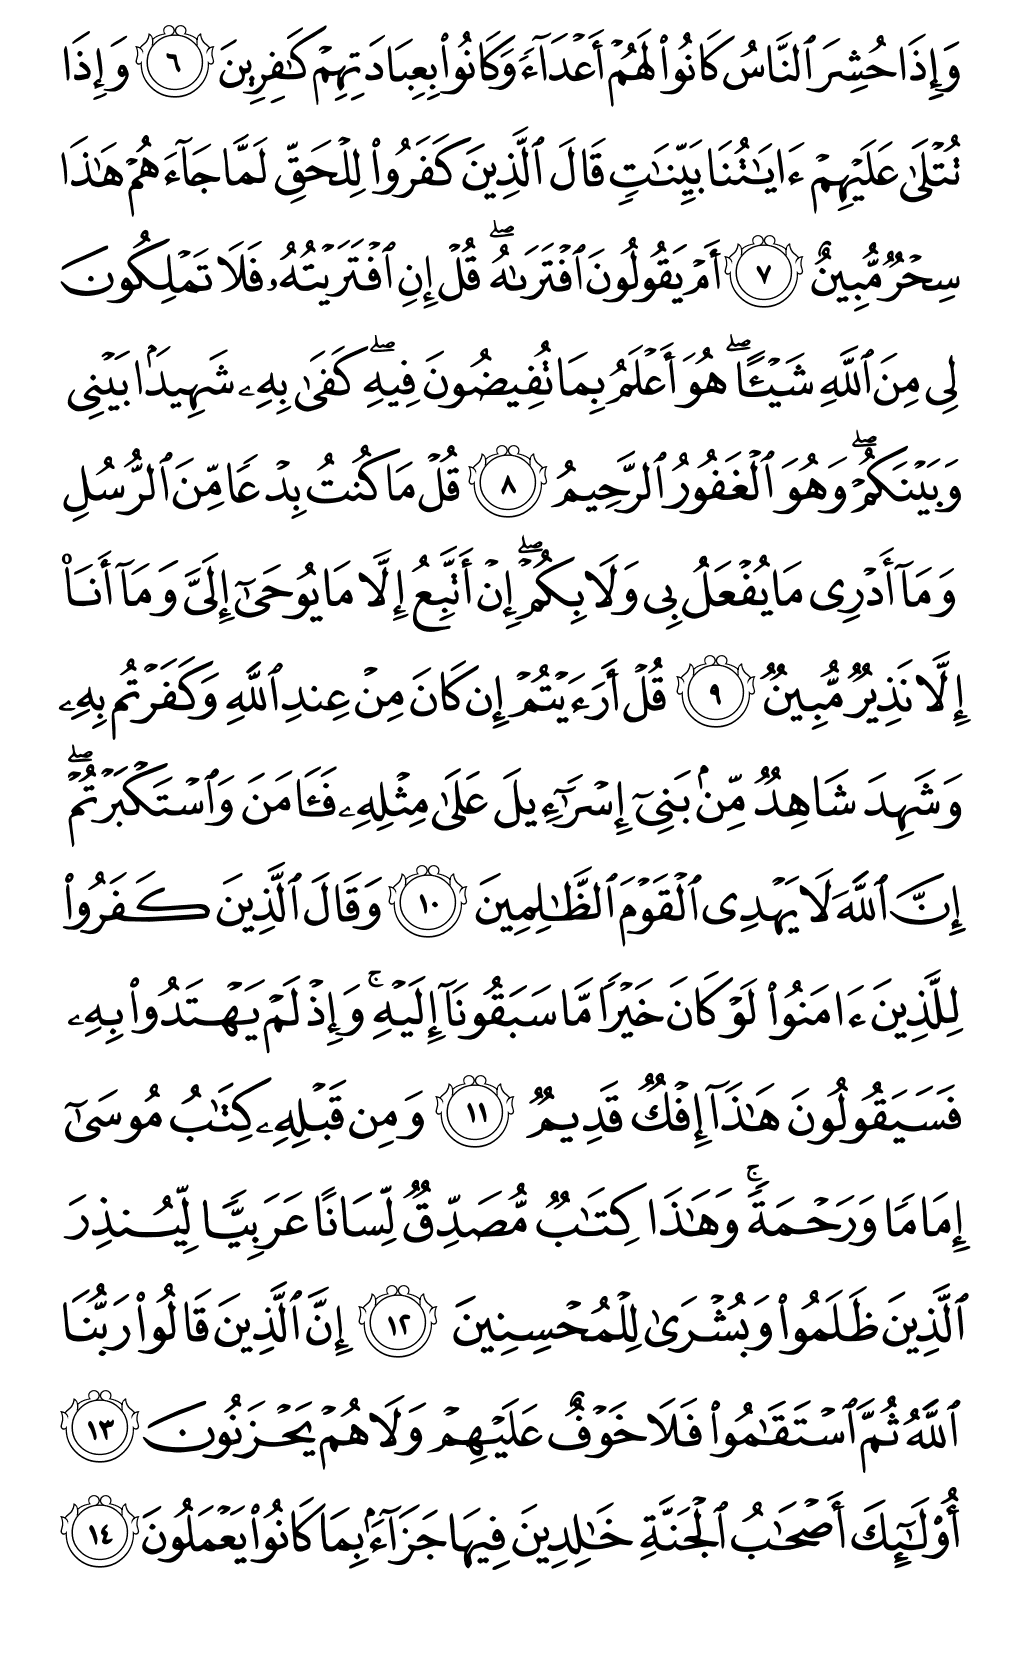 وَإِذَا حُشِرَ ٱلنَّاسُ كَانُوا۟ لَهُمْ أَعْدَآءً وَكَانُوا۟ بِعِبَادَتِهِمْ كَـٰفِرِينَ ٦ وَإِذَا
تُتْلَىٰ عَلَيْهِمْ ءَايَـٰتُنَا بَيِّنَـٰتٍ قَالَ ٱلَّذِينَ كَفَرُوا۟ لِلْحَقِّ لَمَّا جَآءَهُمْ هَـٰذَا
سِحْرٌ مُّبِينٌ ٧ أَمْ يَقُولُونَ ٱفْتَرَىٰهُ ۖ قُلْ إِنِ ٱفْتَرَيْتُهُۥ فَلَا تَمْلِكُونَ
لِى مِنَ ٱللَّهِ شَيْـًٔا ۖ هُوَ أَعْلَمُ بِمَا تُفِيضُونَ فِيهِ ۖ كَفَىٰ بِهِۦ شَهِيدًۢا بَيْنِى
وَبَيْنَكُمْ ۖ وَهُوَ ٱلْغَفُورُ ٱلرَّحِيمُ ٨ قُلْ مَا كُنتُ بِدْعًا مِّنَ ٱلرُّسُلِ
وَمَآ أَدْرِى مَا يُفْعَلُ بِى وَلَا بِكُمْ ۖ إِنْ أَتَّبِعُ إِلَّا مَا يُوحَىٰٓ إِلَىَّ وَمَآ أَنَا۠
إِلَّا نَذِيرٌ مُّبِينٌ ٩ قُلْ أَرَءَيْتُمْ إِن كَانَ مِنْ عِندِ ٱللَّهِ وَكَفَرْتُم بِهِۦ
وَشَهِدَ شَاهِدٌ مِّنۢ بَنِىٓ إِسْرَٰٓءِيلَ عَلَىٰ مِثْلِهِۦ فَـَٔامَنَ وَٱسْتَكْبَرْتُمْ ۖ
إِنَّ ٱللَّهَ لَا يَهْدِى ٱلْقَوْمَ ٱلظَّـٰلِمِينَ ١٠ وَقَالَ ٱلَّذِينَ كَفَرُوا۟
لِلَّذِينَ ءَامَنُوا۟ لَوْ كَانَ خَيْرًا مَّا سَبَقُونَآ إِلَيْهِ ۚ وَإِذْ لَمْ يَهْتَدُوا۟ بِهِۦ
فَسَيَقُولُونَ هَـٰذَآ إِفْكٌ قَدِيمٌ ١١ وَمِن قَبْلِهِۦ كِتَـٰبُ مُوسَىٰٓ
إِمَامًا وَرَحْمَةً ۚ وَهَـٰذَا كِتَـٰبٌ مُّصَدِّقٌ لِّسَانًا عَرَبِيًّا لِّيُنذِرَ
ٱلَّذِينَ ظَلَمُوا۟ وَبُشْرَىٰ لِلْمُحْسِنِينَ ١٢ إِنَّ ٱلَّذِينَ قَالُوا۟ رَبُّنَا
ٱللَّهُ ثُمَّ ٱسْتَقَـٰمُوا۟ فَلَا خَوْفٌ عَلَيْهِمْ وَلَا هُمْ يَحْزَنُونَ ١٣
أُو۟لَـٰٓئِكَ أَصْحَـٰبُ ٱلْجَنَّةِ خَـٰلِدِينَ فِيهَا جَزَآءًۢ بِمَا كَانُوا۟ يَعْمَلُونَ ١٤